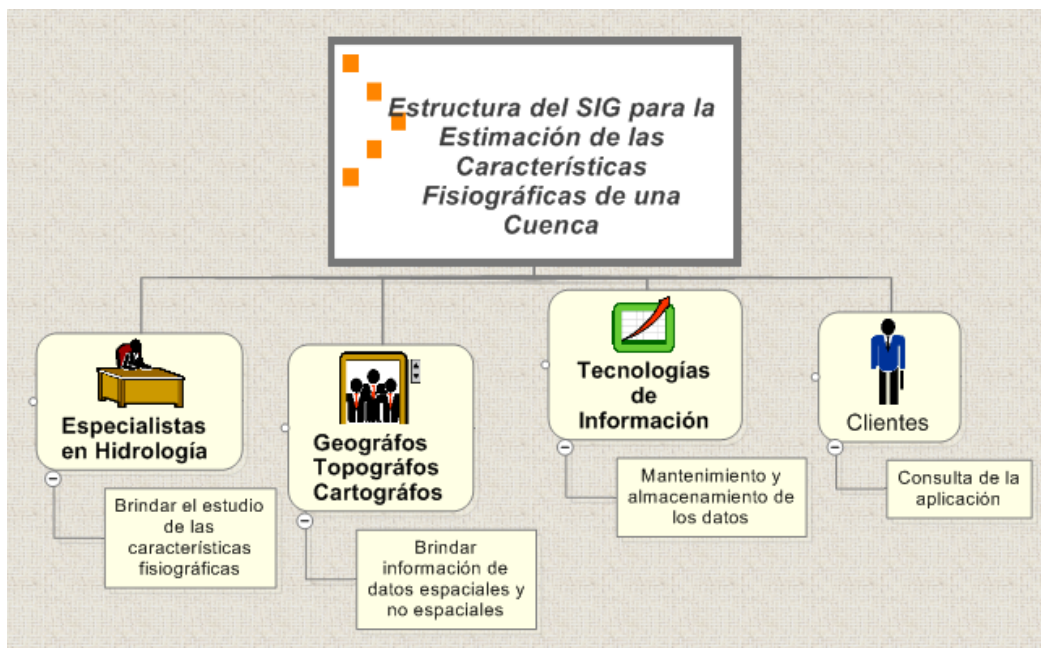 Estructura del SIG para la
Estimación de las
Características
Fisiográficas de una
Cuenca
Especialistas
en Hidrología
Brindar el estudio
de las
características
fisiográficas
Geográfos
Topográfos
Cartográfos
Brindar
información de
datos espaciales y
no espaciales
Tecnologías
de
Información
Mantenimiento y
almacenamiento de
los datos
Clientes
Consulta de la
aplicación